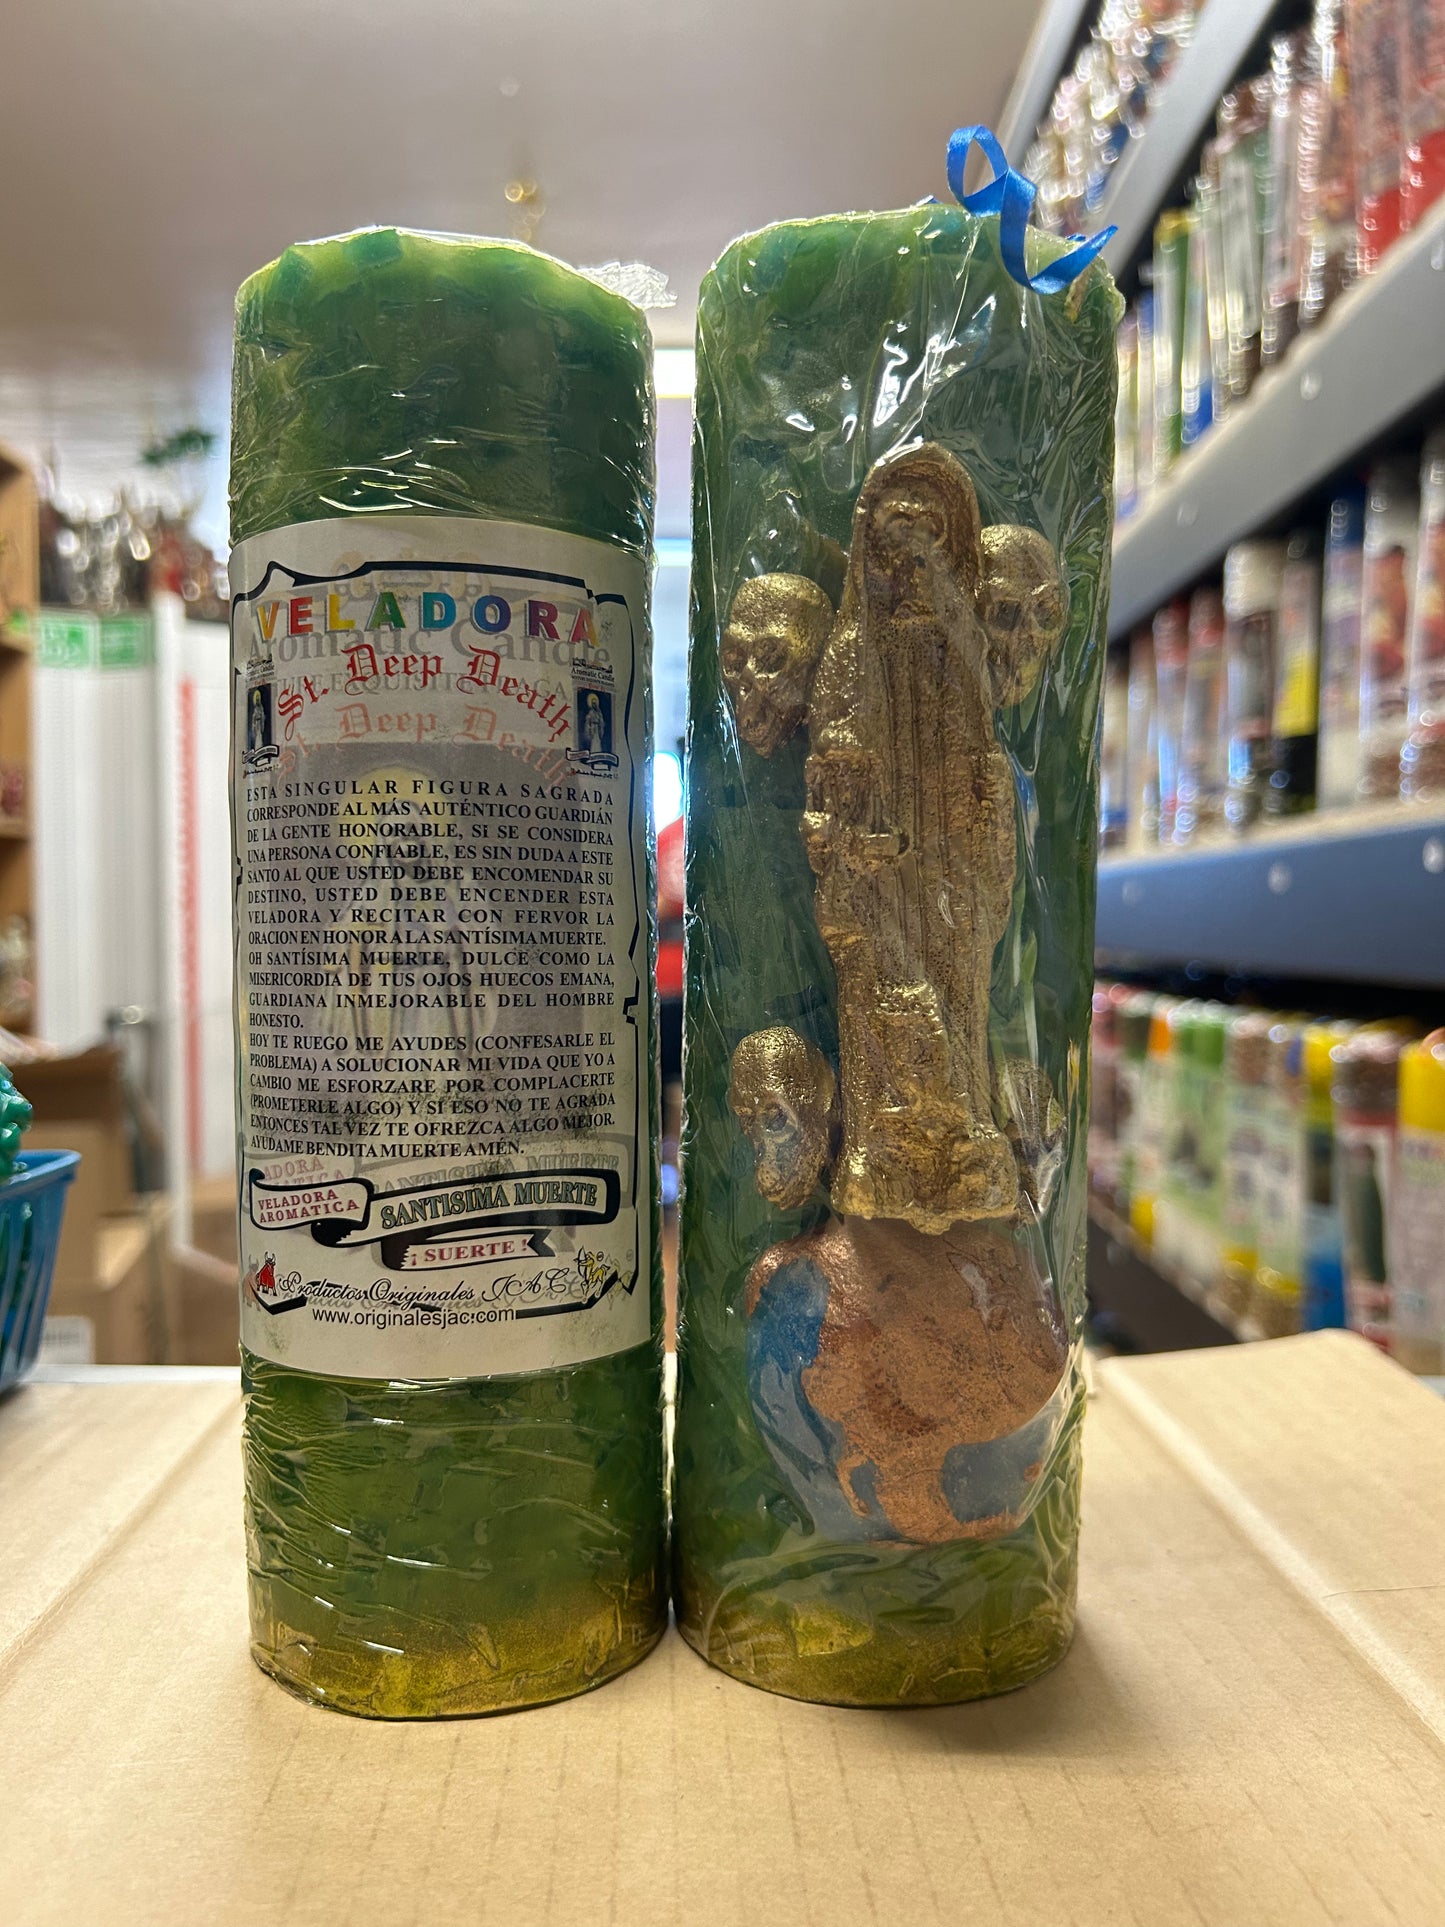 VELADORA
Aromatic Candle
St. Deep Death
St. Deep Death
ESTA SINGULAR FIGURA SAGRADA
CORRESPONDE AL MÁS AUTÉNTICO GUARDIÁN
DE LA GENTE HONORABLE, SI SE CONSIDERA
UNA PERSONA CONFIABLE, ES SIN DUDA A ESTE
SANTO AL QUE USTED DEBE ENCOMENDAR SU
DESTINO, USTED DEBE ENCENDER ESTA
VELADORA Y RECITAR CON FERVOR LA
ORACION EN HONOR A LA SANTÍSIMA MUERTE.
OH SANTÍSIMA MUERTE, DULCE COMO LA
MISERICORDIA DE TUS OJOS HUECOS EMANA,
GUARDIANA INMEJORABLE DEL HOMBRE
HONESTO.
HOY TE RUEGO ME AYUDES (CONFESARLE EL
PROBLEMA) A SOLUCIONAR MI VIDA QUE YO A
CAMBIO ME ESFORZARE POR COMPLACERTE
(PROMETERLE ALGO) Y SI ESO NO TE AGRADA
ENTONCES TAL VEZ TE OFREZCA ALGO MEJOR.
AYÚDAME BENDITA MUERTE AMÉN.
VELADORA
AROMATICA
SANTISIMA MUERTE
¡ SUERTE !
Productos Originales J.A.C.
www.originalesjac.com